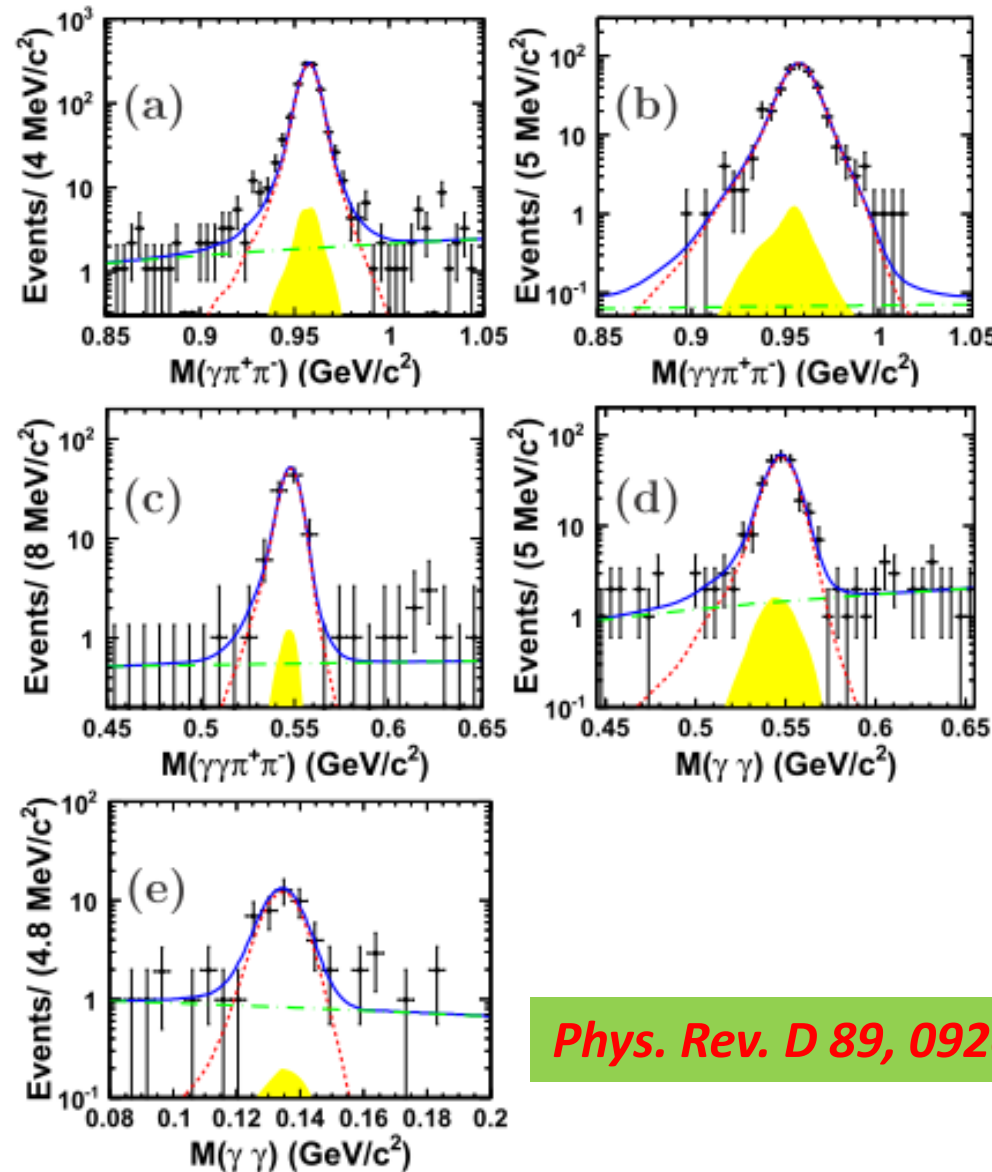 10³
10²
10
1
Events/ (4 MeV/c²)
(a)
0.85 0.9 0.95 1 1.05
M(γπ⁺π⁻) (GeV/c²)
10²
10
1
10⁻¹
Events/ (5 MeV/c²)
(b)
0.85 0.9 0.95 1 1.05
M(γγπ⁺π⁻) (GeV/c²)
10²
10
1
Events/ (8 MeV/c²)
(c)
0.45 0.5 0.55 0.6 0.65
M(γγπ⁺π⁻) (GeV/c²)
10²
10
1
10⁻¹
Events/ (5 MeV/c²)
(d)
0.45 0.5 0.55 0.6 0.65
M(γ γ) (GeV/c²)
10²
10
1
10⁻¹
Events/ (4.8 MeV/c²)
(e)
0.08 0.1 0.12 0.14 0.16 0.18 0.2
M(γ γ) (GeV/c²)
Phys. Rev. D 89, 092